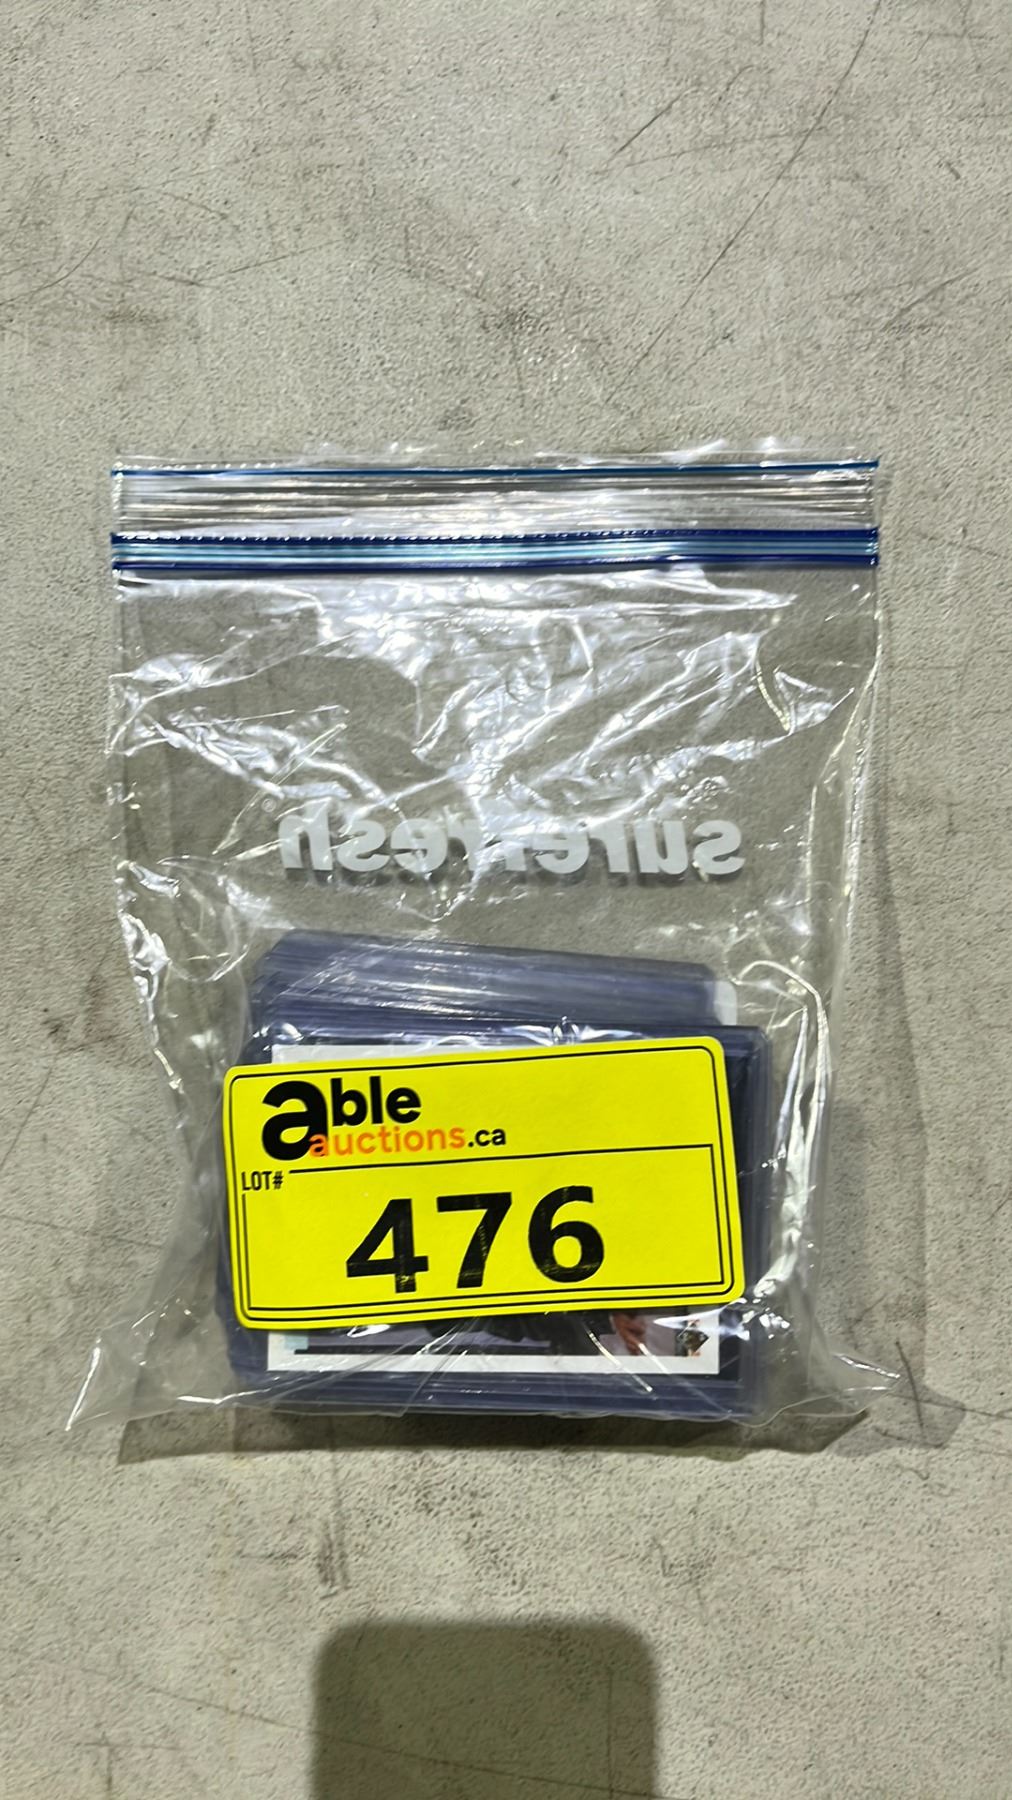 surefresh®
able
auctions.ca
LOT#
476